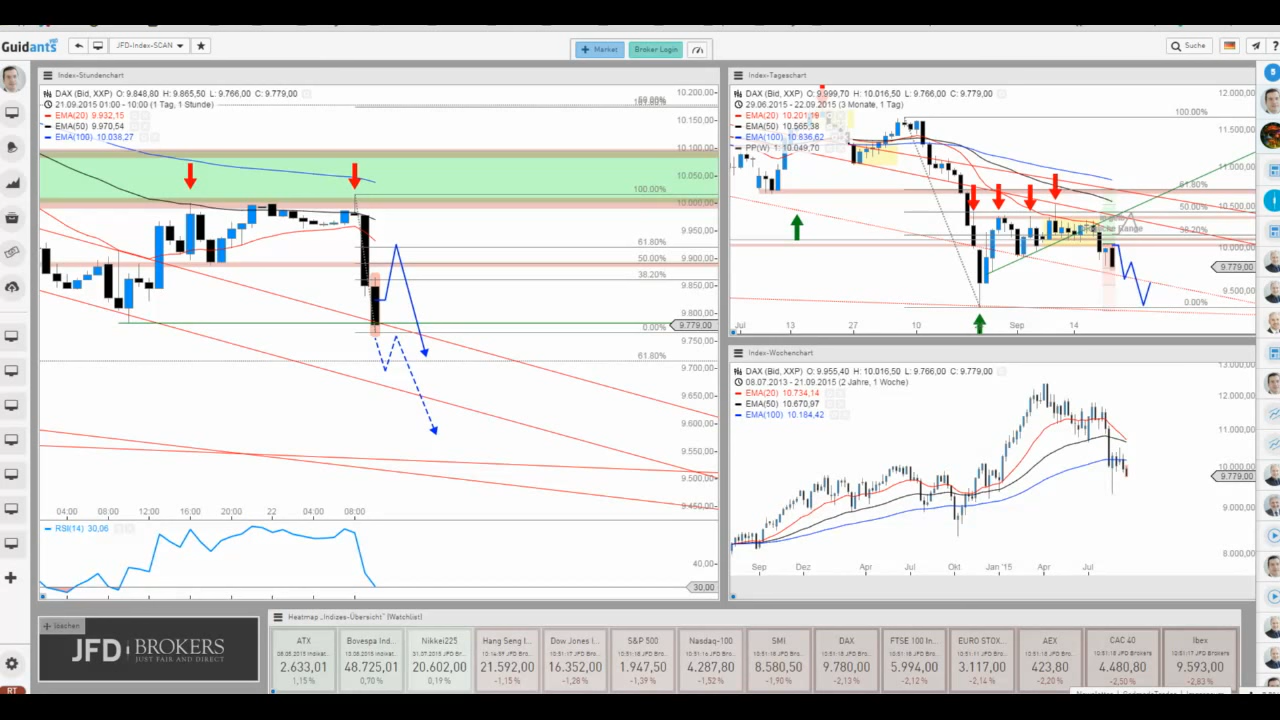 Guidants
JFD-Index-SCAN
+ Market
Broker Login
Suche
Index-Stundenchart
DAX (Bid, XXP) O: 9.848,80 H: 9.865,50 L: 9.766,00 C: 9.779,00
21.09.2015 01:00 - 10:00 (1 Tag, 1 Stunde)
EMA(20) 9.932,15
EMA(50) 9.970,54
EMA(100) 10.038,27
100.00%
61.80%
50.00%
38.20%
0.00%
61.80%
10.200,00
10.150,00
10.100,00
10.050,00
10.000,00
9.950,00
9.900,00
9.850,00
9.800,00
9.779,00
9.750,00
9.700,00
9.650,00
9.600,00
9.550,00
9.500,00
9.450,00
04:00 08:00 12:00 16:00 20:00 22 04:00 08:00
RSI(14) 30,06
40,00
30,00
Index-Tageschart
DAX (Bid, XXP) O: 9.999,70 H: 10.016,50 L: 9.766,00 C: 9.779,00
29.06.2015 - 22.09.2015 (3 Monate, 1 Tag)
EMA(20) 10.201,19
EMA(50) 10.565,38
EMA(100) 10.836,62
PP(W) 1: 10.049,70
100.00%
61.80%
50.00%
38.20%
0.00%
12.000,00
11.500,00
11.000,00
10.500,00
10.000,00
9.779,00
9.500,00
Jul 13 27 10 Sep 14
Index-Wochenchart
DAX (Bid, XXP) O: 9.955,40 H: 10.016,50 L: 9.766,00 C: 9.779,00
08.07.2013 - 21.09.2015 (2 Jahre, 1 Woche)
EMA(20) 10.734,14
EMA(50) 10.670,97
EMA(100) 10.184,42
13.000,00
12.000,00
11.000,00
10.000,00
9.779,00
9.000,00
8.000,00
Sep Dez Apr Jul Okt Jan '15 Apr Jul
+ löschen
JFD BROKERS
JUST FAIR AND DIRECT
Heatmap „Indizes-Übersicht" (Watchlist)
ATX Bovespa Ind... Nikkei225 Hang Seng I... Dow Jones I... S&P 500 Nasdaq-100 SMI DAX FTSE 100 In... EURO STOX... AEX CAC 40 Ibex
2.633,01 48.725,01 20.602,00 21.592,00 16.352,00 1.947,50 4.287,80 8.580,50 9.780,00 5.994,00 3.117,00 423,80 4.480,80 9.593,00
1,15 % 0,70 % 0,19 % -1,15 % -1,28 % -1,39 % -1,52 % -1,90 % -2,13 % -2,12 % -2,14 % -2,20 % -2,50 % -2,83 %
RT